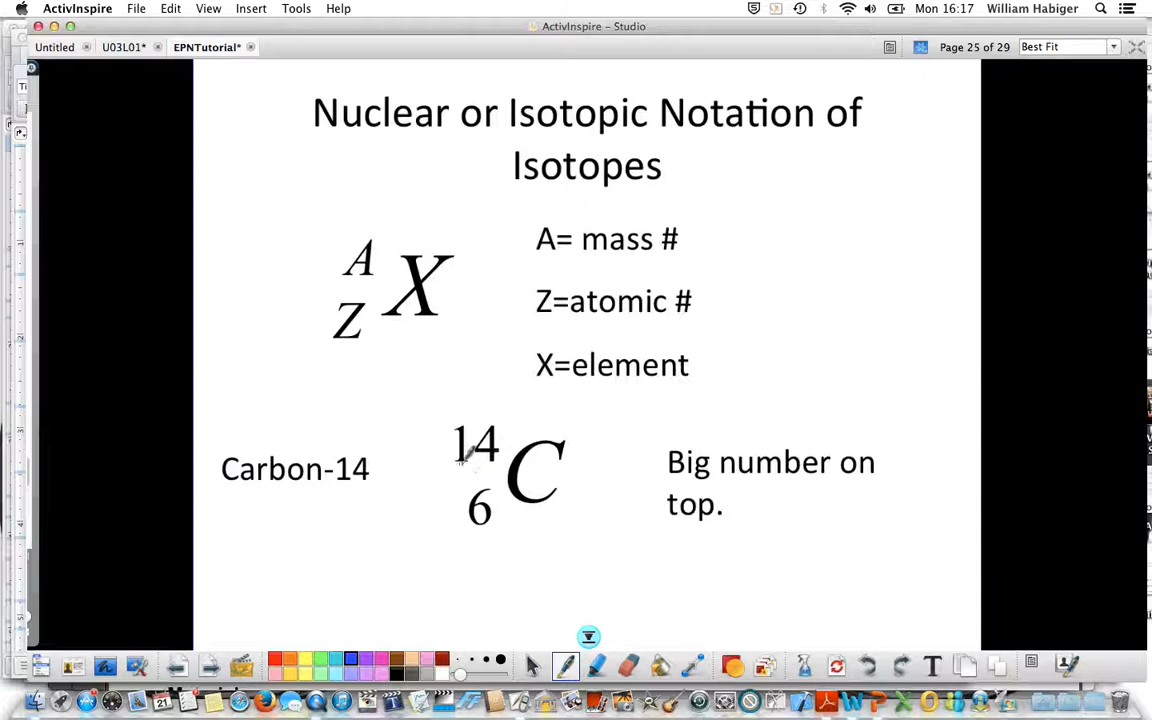 ActivInspire File Edit View Insert Tools Help Mon 16:17 William Habiger
ActivInspire - Studio
Untitled U03L01* EPNTutorial* Page 25 of 29 Best Fit
Nuclear or Isotopic Notation of
Isotopes
A= mass #
A
X
Z
Z=atomic #
X=element
14
C
6
Carbon-14
Big number on
top.